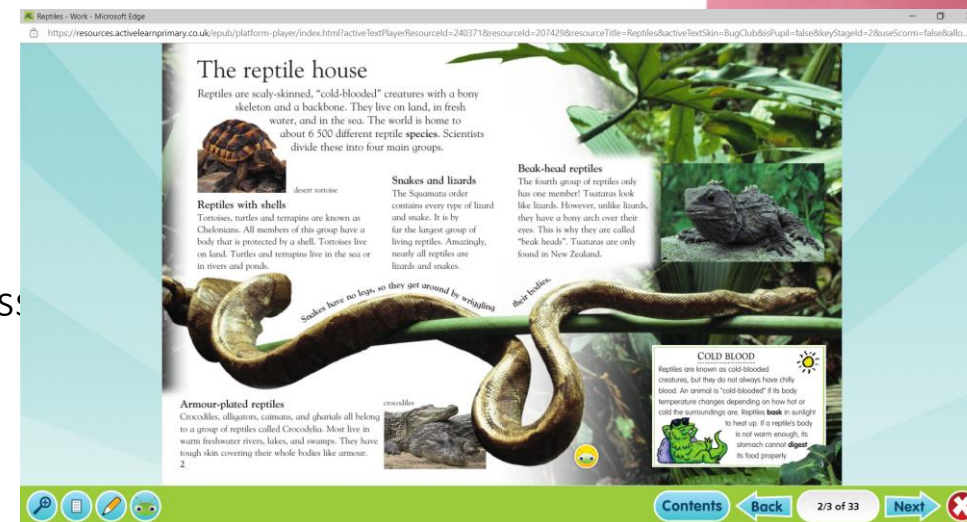 Reptiles - Work - Microsoft Edge
https://resources.activelearnprimary.co.uk/epub/platform-player/index.html?activeTextPlayerResourceId=240371&resourceId=207429&resourceTitle=Reptiles&activeTextSkin=BugClub&isPupil=false&keyStageId=2&useScorm=false&allo...
The reptile house
Reptiles are scaly-skinned, “cold-blooded” creatures with a bony
skeleton and a backbone. They live on land, in fresh
water, and in the sea. The world is home to
about 6 500 different reptile species. Scientists
divide these into four main groups.
desert tortoise
Reptiles with shells
Tortoises, turtles and terrapins are known as
Chelonians. All members of this group have a
body that is protected by a shell. Tortoises live
on land. Turtles and terrapins live in the sea or
in rivers and ponds.
Snakes and lizards
The Squamata order
contains every type of lizard
and snake. It is by
far the largest group of
living reptiles. Amazingly,
nearly all reptiles are
lizards and snakes.
Beak-head reptiles
The fourth group of reptiles only
has one member! Tuataras look
like lizards. However, unlike lizards,
they have a bony arch over their
eyes. This is why they are called
“beak heads”. Tuataras are only
found in New Zealand.
Snakes have no legs, so they get around by wriggling their bodies.
Armour-plated reptiles
Crocodiles, alligators, caimans, and gharials all belong
to a group of reptiles called Crocodylia. Most live in
warm freshwater rivers, lakes, and swamps. They have
tough skin covering their whole bodies like armour.
2
crocodiles
COLD BLOOD
Reptiles are known as cold-blooded
creatures, but they do not always have chilly
blood. An animal is “cold-blooded” if its body
temperature changes depending on how hot or
cold the surroundings are. Reptiles bask in sunlight
to heat up. If a reptile's body
is not warm enough, its
stomach cannot digest
its food properly.
Contents
Back
2/3 of 33
Next